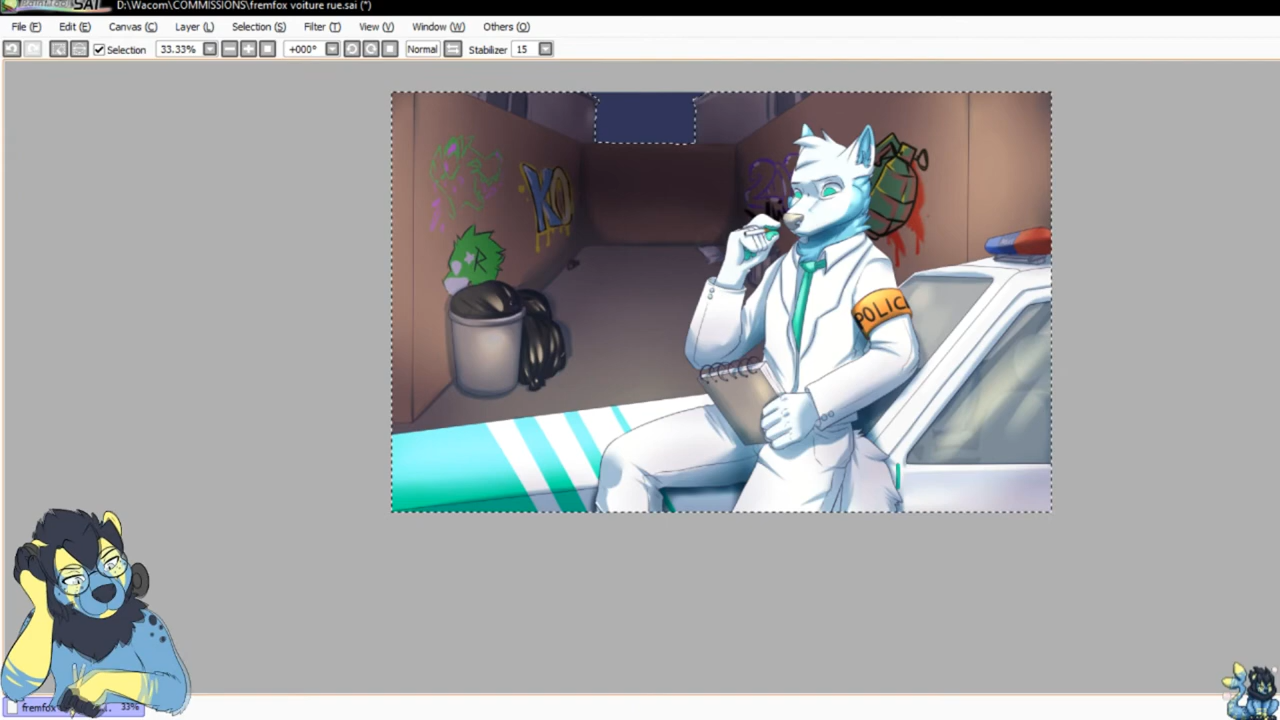 SAI D:\Wacom\COMMISSIONS\fremfox voiture rue.sai (*)
File (F) Edit (E) Canvas (C) Layer (L) Selection (S) Filter (T) View (V) Window (W) Others (O)
Selection 33.33% +000° Normal Stabilizer 15
KO
R
POLIC
fremfox 33%